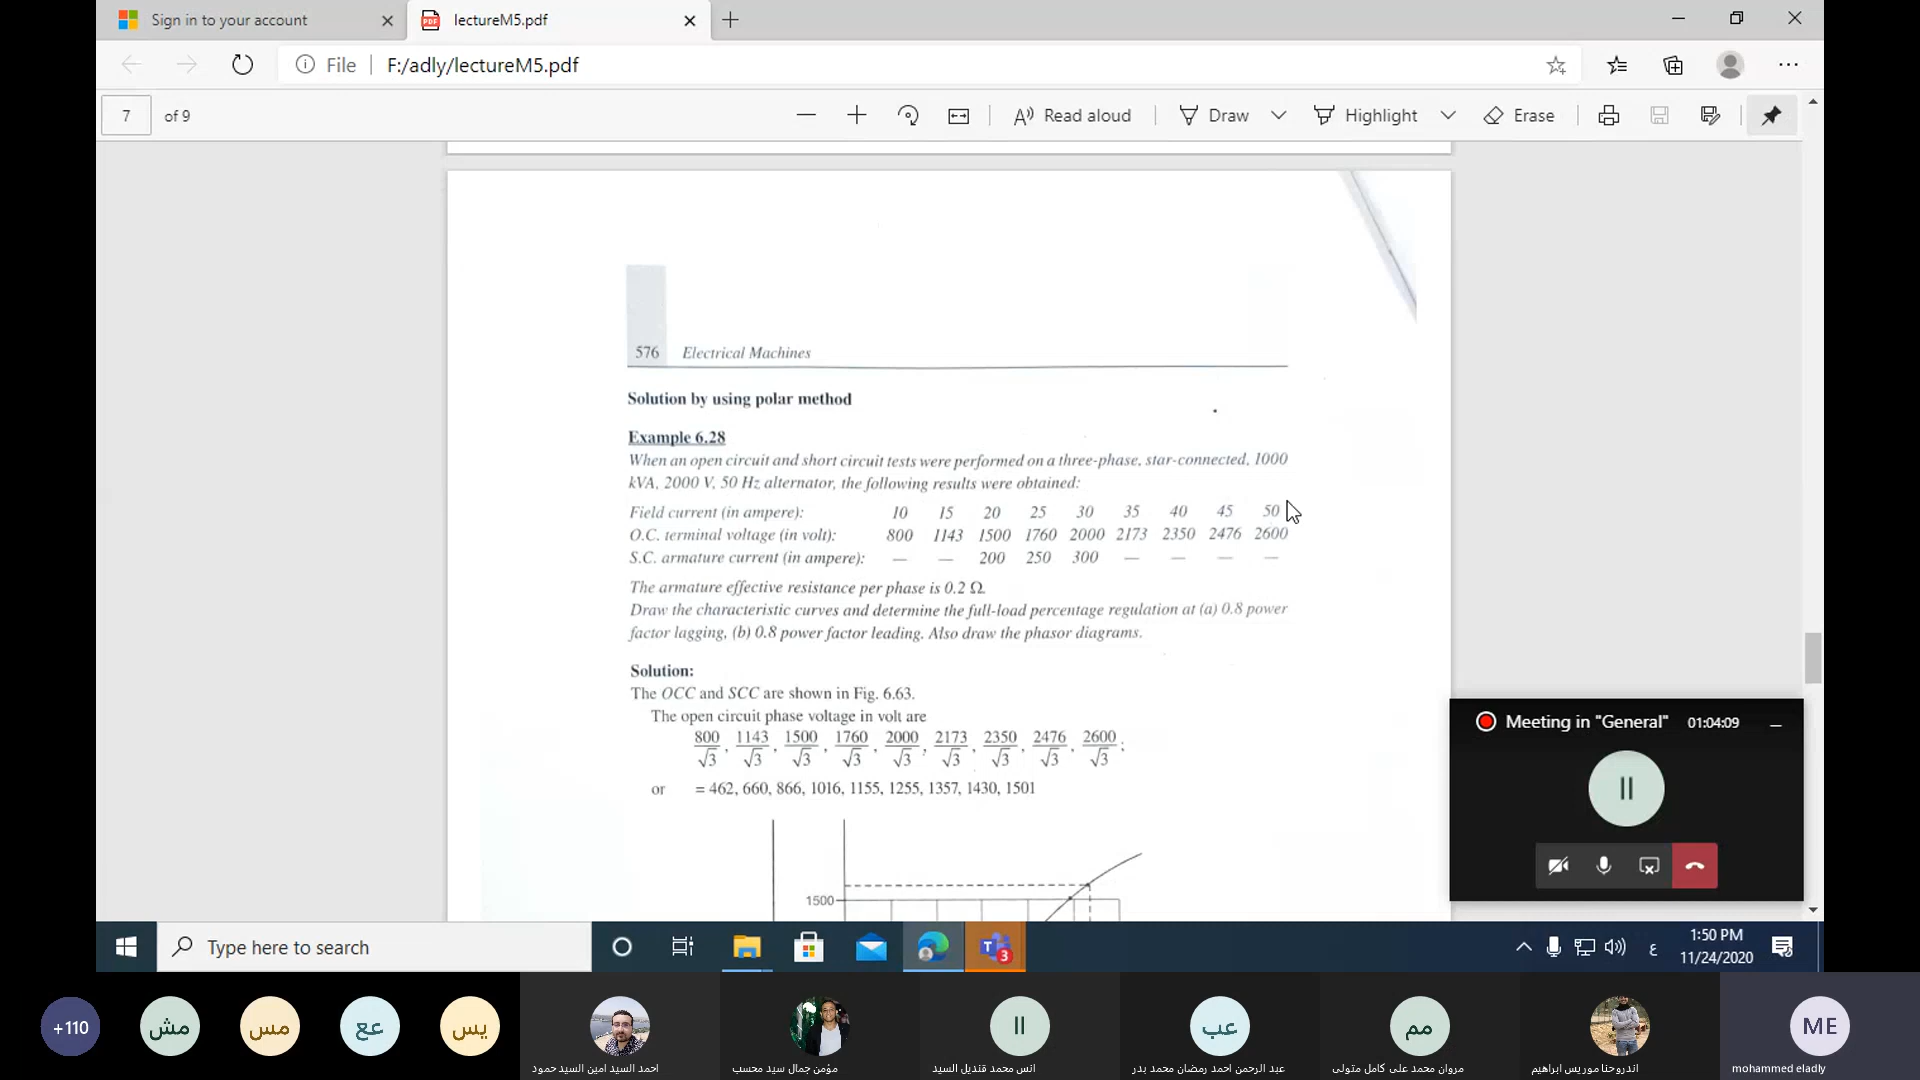 Sign in to your account
lectureM5.pdf
File
F:/adly/lectureM5.pdf
7 of 9
Read aloud
Draw
Highlight
Erase
576 Electrical Machines
Solution by using polar method
Example 6.28
When an open circuit and short circuit tests were performed on a three-phase, star-connected, 1000
kVA, 2000 V, 50 Hz alternator, the following results were obtained:
Field current (in ampere): 10 15 20 25 30 35 40 45 50
O.C. terminal voltage (in volt): 800 1143 1500 1760 2000 2173 2350 2476 2600
S.C. armature current (in ampere): — — 200 250 300 — — — —
The armature effective resistance per phase is 0.2 Ω.
Draw the characteristic curves and determine the full-load percentage regulation at (a) 0.8 power
factor lagging, (b) 0.8 power factor leading. Also draw the phasor diagrams.
Solution:
The OCC and SCC are shown in Fig. 6.63.
The open circuit phase voltage in volt are
800/√3, 1143/√3, 1500/√3, 1760/√3, 2000/√3, 2173/√3, 2350/√3, 2476/√3, 2600/√3;
or = 462, 660, 866, 1016, 1155, 1255, 1357, 1430, 1501
1500
Meeting in "General" 01:04:09
اا
Type here to search
3
ع
1:50 PM
11/24/2020
+110
مش
مس
عع
يس
اا
عب
مم
ME
احمد السيد امين السيد حمود
مؤمن جمال سيد محسب
انس محمد قنديل السيد
عبد الرحمن احمد رمضان محمد بدر
مروان محمد على كامل متولى
اندروحنا موريس ابراهيم
mohammed eladly